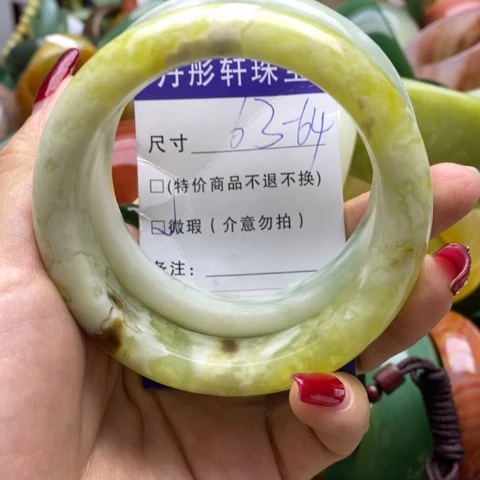 丹彤轩珠宝
尺寸 63-64
□(特价商品不退不换)
☑微瑕(介意勿拍)
备注: